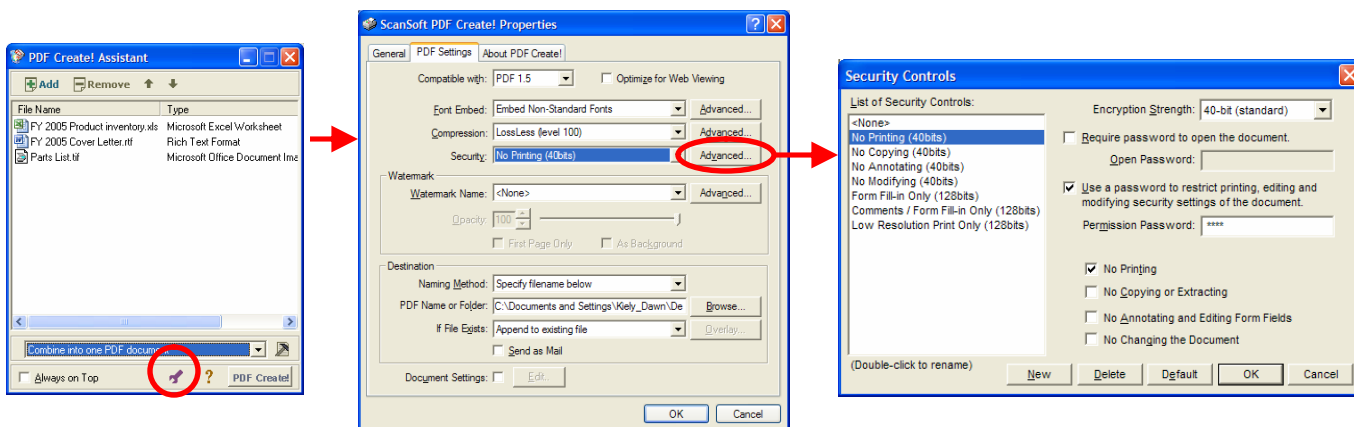 PDF Create! Assistant
Add Remove
File Name Type
FY 2005 Product inventory.xls Microsoft Excel Worksheet
FY 2005 Cover Letter.rtf Rich Text Format
Parts List.tif Microsoft Office Document Ima
Combine into one PDF document
Always on Top ? PDF Create!
ScanSoft PDF Create! Properties
General PDF Settings About PDF Create!
Compatible with: PDF 1.5 Optimize for Web Viewing
Font Embed: Embed Non-Standard Fonts Advanced...
Compression: LossLess (level 100) Advanced...
Security: No Printing (40bits) Advanced...
Watermark
Watermark Name: <None> Advanced...
Opacity: 100
First Page Only As Background
Destination
Naming Method: Specify filename below
PDF Name or Folder: C:\Documents and Settings\Kiely_Dawn\De Browse...
If File Exists: Append to existing file Overlay...
Send as Mail
Document Settings: Edit...
OK Cancel
Security Controls
List of Security Controls:
<None>
No Printing (40bits)
No Copying (40bits)
No Annotating (40bits)
No Modifying (40bits)
Form Fill-in Only (128bits)
Comments / Form Fill-in Only (128bits)
Low Resolution Print Only (128bits)
(Double-click to rename)
Encryption Strength: 40-bit (standard)
Require password to open the document.
Open Password:
Use a password to restrict printing, editing and
modifying security settings of the document.
Permission Password: ****
No Printing
No Copying or Extracting
No Annotating and Editing Form Fields
No Changing the Document
New Delete Default OK Cancel